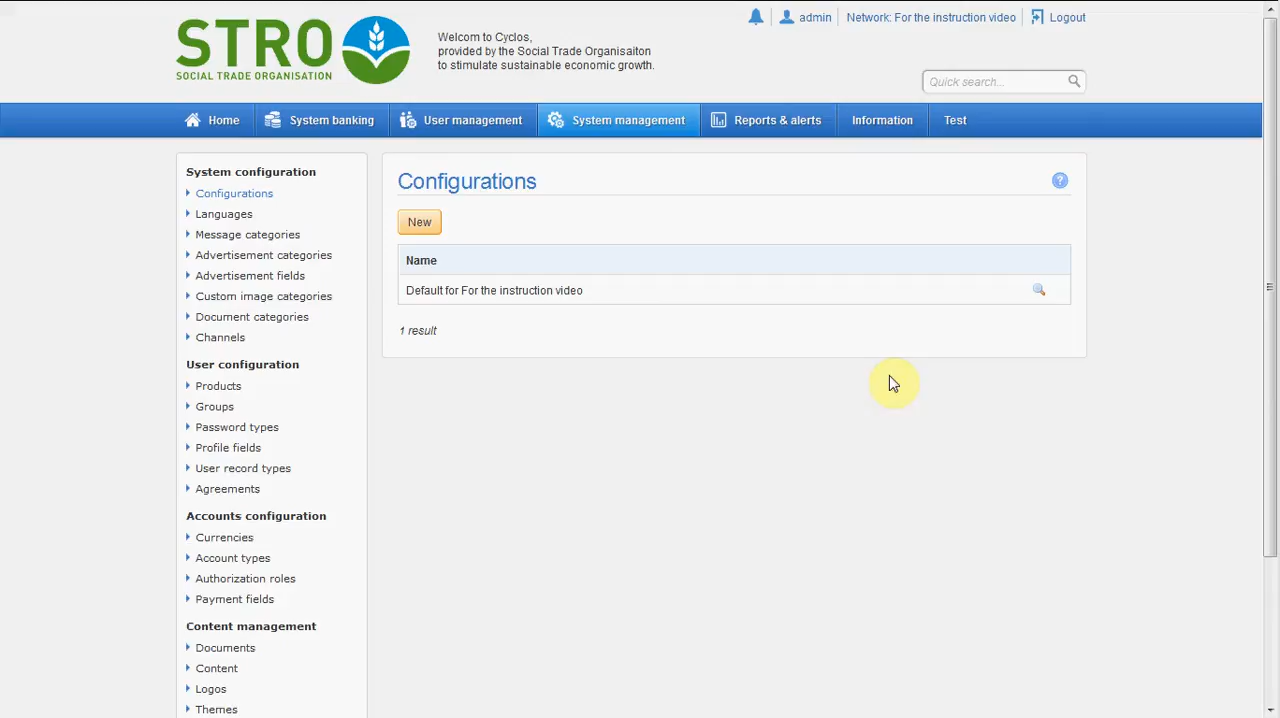 STRO
SOCIAL TRADE ORGANISATION
Welcom to Cyclos,
provided by the Social Trade Organisaiton
to stimulate sustainable economic growth.
admin
Network: For the instruction video
Logout
Quick search...
Home
System banking
User management
System management
Reports & alerts
Information
Test
System configuration
Configurations
Languages
Message categories
Advertisement categories
Advertisement fields
Custom image categories
Document categories
Channels
User configuration
Products
Groups
Password types
Profile fields
User record types
Agreements
Accounts configuration
Currencies
Account types
Authorization roles
Payment fields
Content management
Documents
Content
Logos
Themes
Configurations
?
New
Name
Default for For the instruction video
1 result